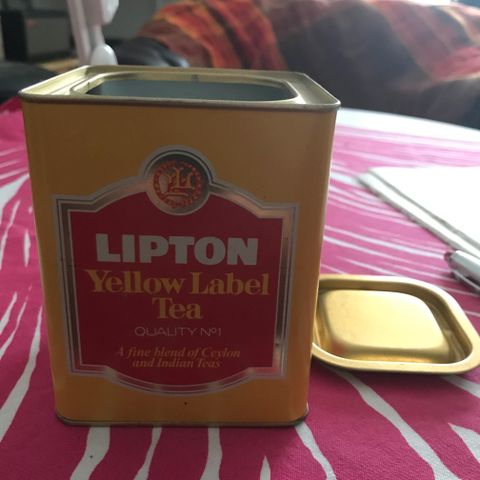 LIPTON
Yellow Label
Tea
QUALITY Nº1
A fine blend of Ceylon
and Indian Teas